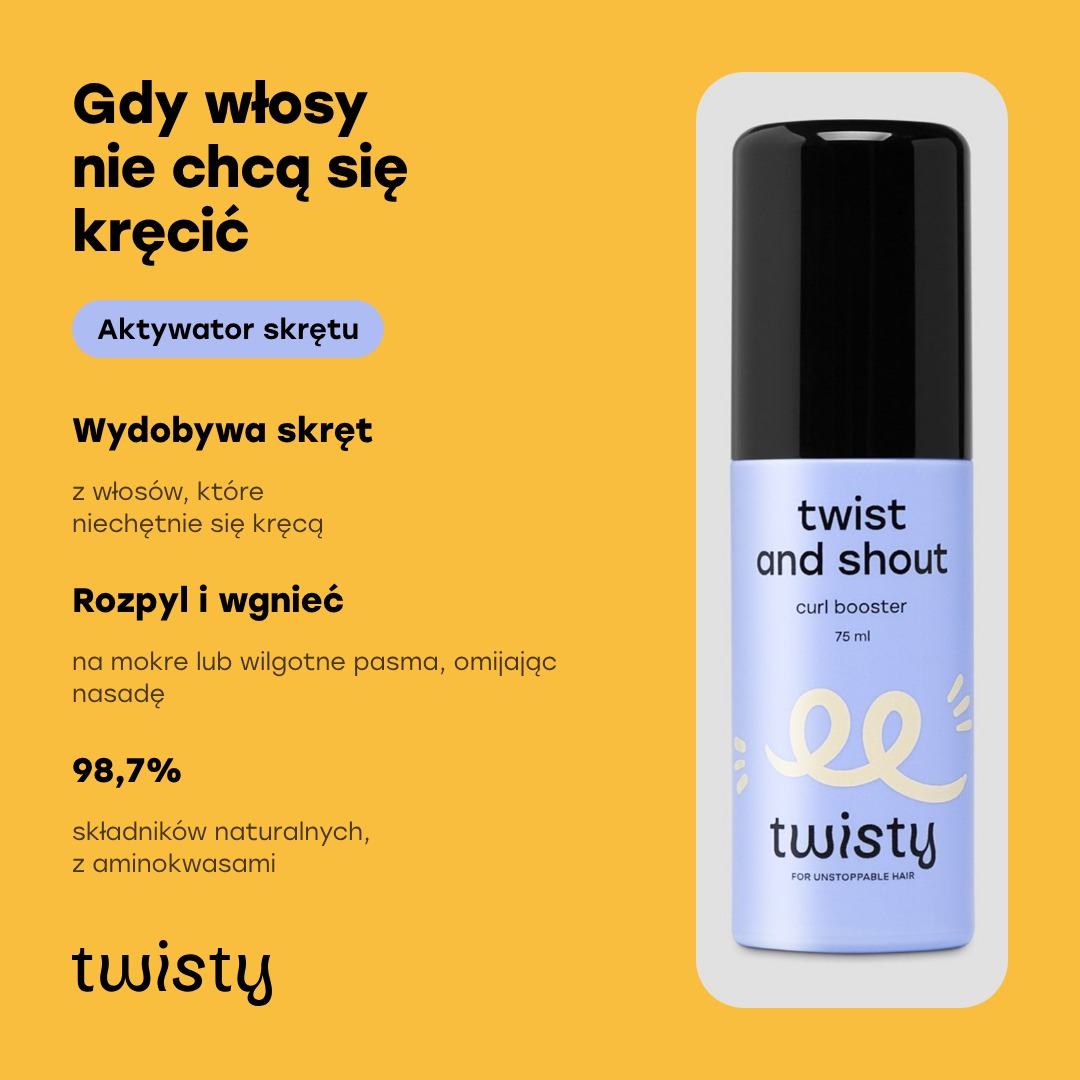 Gdy włosy
nie chcą się
kręcić
Aktywator skrętu
Wydobywa skręt
z włosów, które
niechętnie się kręcą
Rozpyl i wgnieć
na mokre lub wilgotne pasma, omijając
nasadę
98,7%
składników naturalnych,
z aminokwasami
twisty
twist
and shout
curl booster
75 ml
twisty
FOR UNSTOPPABLE HAIR